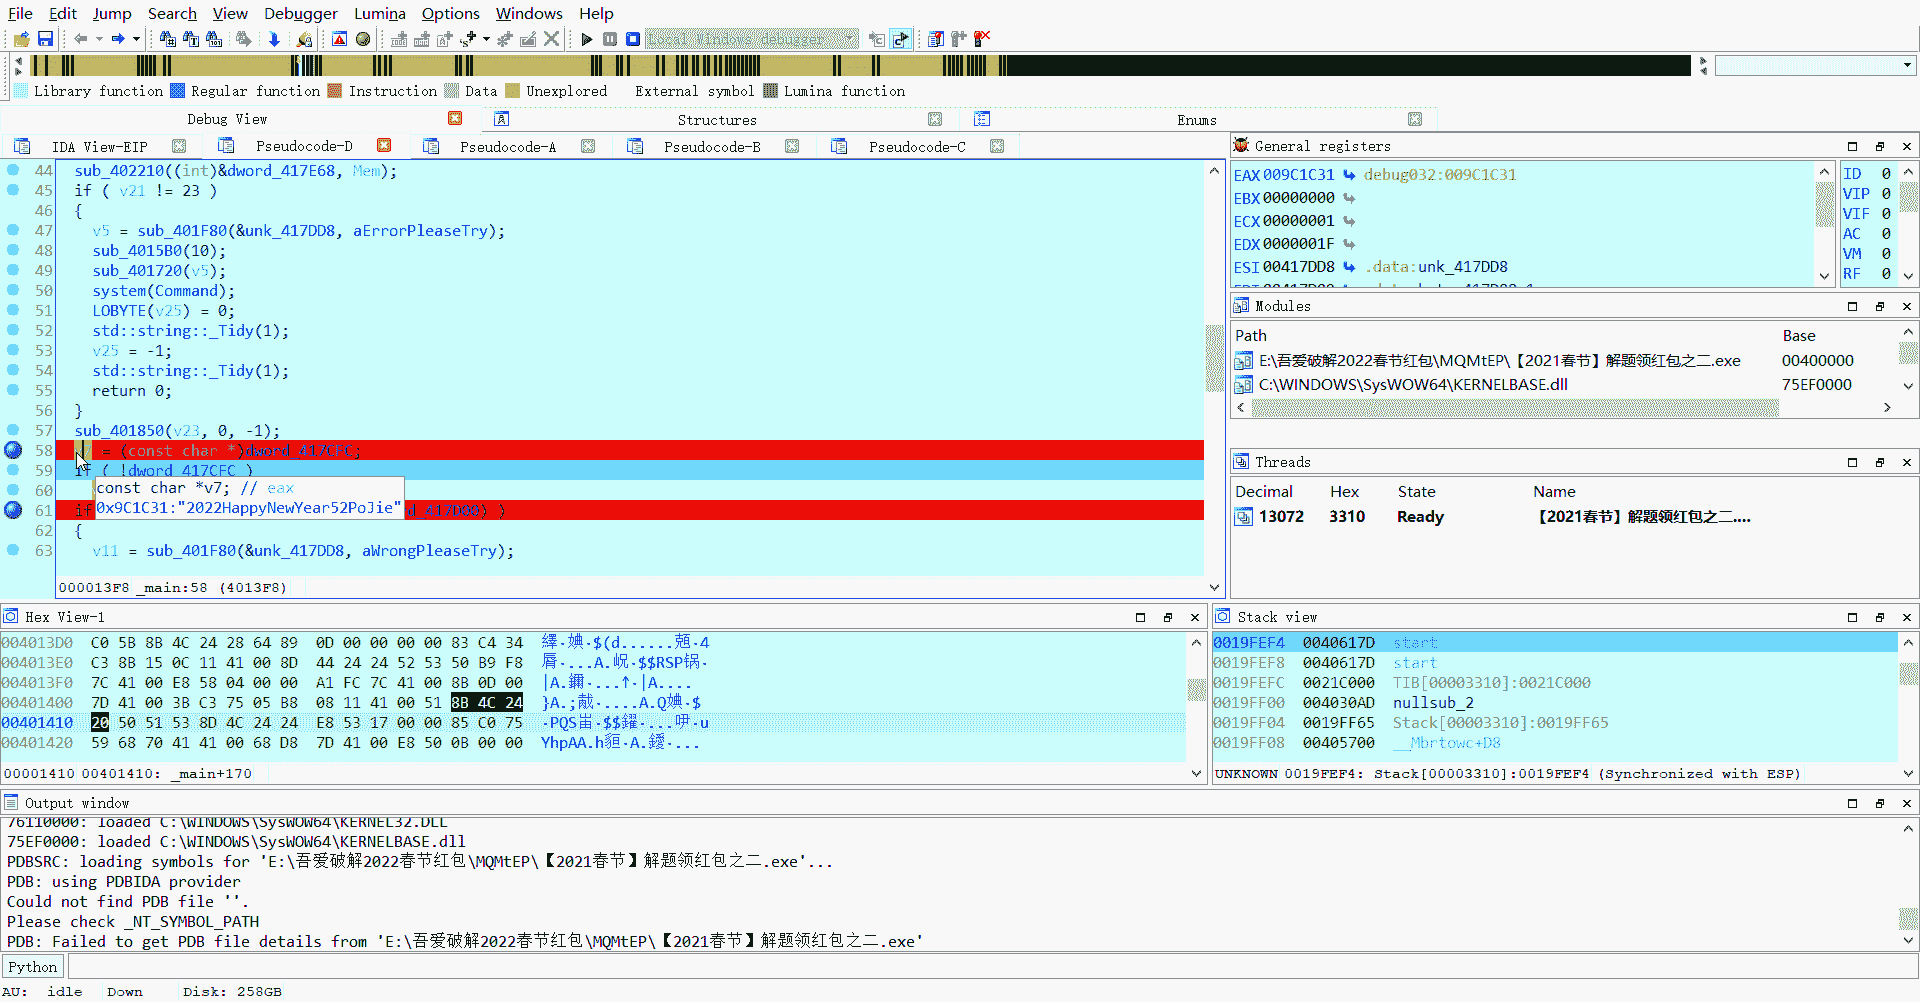 File Edit Jump Search View Debugger Lumina Options Windows Help
Local Windows debugger
Library function Regular function Instruction Data Unexplored External symbol Lumina function
Debug View Structures Enums
IDA View-EIP Pseudocode-D Pseudocode-A Pseudocode-B Pseudocode-C
44 sub_402210((int)&dword_417E68, Mem);
45 if ( v21 != 23 )
46 {
47 v5 = sub_401F80(&unk_417DD8, aErrorPleaseTry);
48 sub_4015B0(10);
49 sub_401720(v5);
50 system(Command);
51 LOBYTE(v25) = 0;
52 std::string::_Tidy(1);
53 v25 = -1;
54 std::string::_Tidy(1);
55 return 0;
56 }
57 sub_401850(v23, 0, -1);
58 = (const char *)dword_417CFC;
59 if ( !dword_417CFC )
60
const char *v7; // eax
0x9C1C31:"2022HappyNewYear52PoJie"
61 if
62 {
63 v11 = sub_401F80(&unk_417DD8, aWrongPleaseTry);
000013F8 _main:58 (4013F8)
General registers
EAX 009C1C31 debug032:009C1C31
EBX 00000000
ECX 00000001
EDX 0000001F
ESI 00417DD8 .data:unk_417DD8
ID 0
VIP 0
VIF 0
AC 0
VM 0
RF 0
Modules
Path Base
E:\吾爱破解2022春节红包\MQMtEP\【2021春节】解题领红包之二.exe 00400000
C:\WINDOWS\SysWOW64\KERNELBASE.dll 75EF0000
Threads
Decimal Hex State Name
13072 3310 Ready 【2021春节】解题领红包之二....
Hex View-1
004013D0 C0 5B 8B 4C 24 28 64 89 0D 00 00 00 00 83 C4 34
004013E0 C3 8B 15 0C 11 41 00 8D 44 24 24 52 53 50 B9 F8
004013F0 7C 41 00 E8 58 04 00 00 A1 FC 7C 41 00 8B 0D 00
00401400 7D 41 00 3B C3 75 05 B8 08 11 41 00 51 8B 4C 24
00401410 20 50 51 53 8D 4C 24 24 E8 53 17 00 00 85 C0 75
00401420 59 68 70 41 41 00 68 D8 7D 41 00 E8 50 0B 00 00
00001410 00401410: _main+170
Stack view
0019FEF4 0040617D start
0019FEF8 0040617D start
0019FEFC 0021C000 TIB[00003310]:0021C000
0019FF00 004030AD nullsub_2
0019FF04 0019FF65 Stack[00003310]:0019FF65
0019FF08 00405700 __Mbrtowc+D8
UNKNOWN 0019FEF4: Stack[00003310]:0019FEF4 (Synchronized with ESP)
Output window
76110000: loaded C:\WINDOWS\SysWOW64\KERNEL32.DLL
75EF0000: loaded C:\WINDOWS\SysWOW64\KERNELBASE.dll
PDBSRC: loading symbols for 'E:\吾爱破解2022春节红包\MQMtEP\【2021春节】解题领红包之二.exe'...
PDB: using PDBIDA provider
Could not find PDB file ''.
Please check _NT_SYMBOL_PATH
PDB: Failed to get PDB file details from 'E:\吾爱破解2022春节红包\MQMtEP\【2021春节】解题领红包之二.exe'
Python
AU: idle Down Disk: 258GB